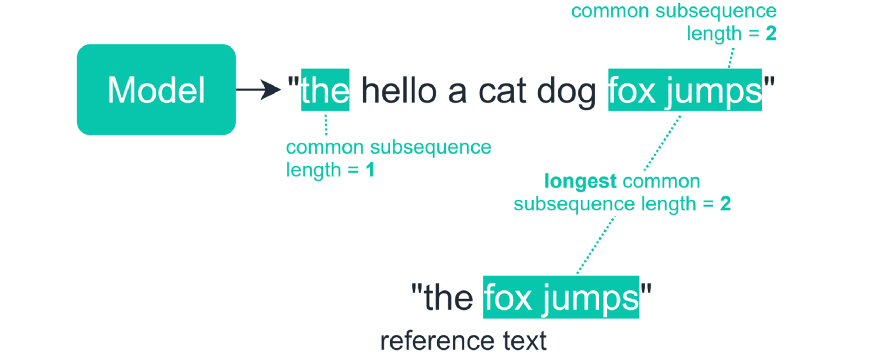 common subsequence
length = 2
Model
"the hello a cat dog fox jumps"
common subsequence
length = 1
longest common
subsequence length = 2
"the fox jumps"
reference text